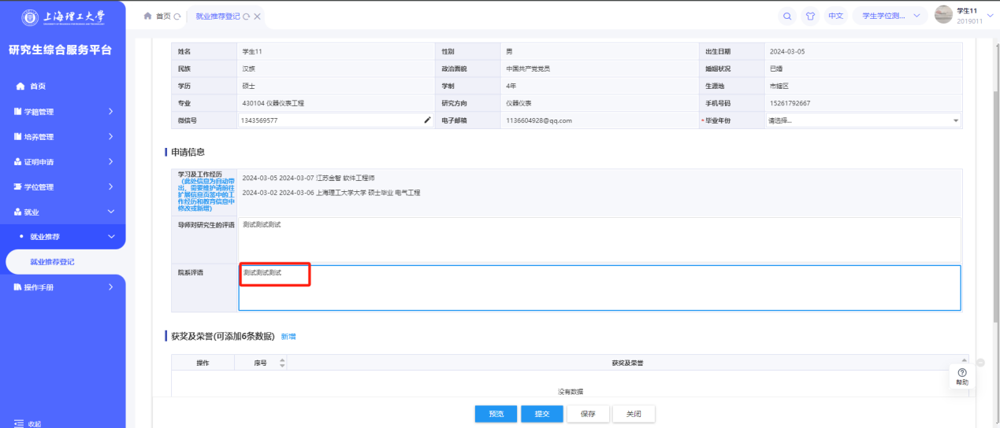 上海理工大学
首页
就业推荐登记
中文
学生学位测...
学生11
2019011
研究生综合服务平台
首页
学籍管理
培养管理
证明申请
学位管理
就业
就业推荐
就业推荐登记
操作手册
收起
姓名 学生11 性别 男 出生日期 2024-03-05
民族 汉族 政治面貌 中国共产党党员 婚姻状况 已婚
学历 硕士 学制 4年 生源地 市辖区
专业 430104 仪器仪表工程 研究方向 仪器仪表 手机号码 15261792667
微信号 1343569577 电子邮箱 1136604928@qq.com *毕业年份 请选择...
申请信息
学习及工作经历
（此处信息为自动带
出，需要维护请前往
扩展信息页签中的工
作经历和教育信息中
修改或新增)
2024-03-05 2024-03-07 江苏金智 软件工程师
2024-03-02 2024-03-06 上海理工大学大学 硕士毕业 电气工程
导师对研究生的评语 测试测试测试
院系评语 测试测试测试
获奖及荣誉(可添加6条数据) 新增
操作 序号 获奖及荣誉
没有数据
帮助
预览 提交 保存 关闭